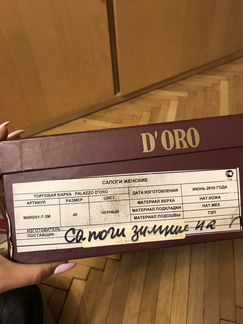 D'ORO
САПОГИ ЖЕНСКИЕ
ТОРГОВАЯ МАРКА PALAZZO D'ORO ДАТА ИЗГОТОВЛЕНИЯ ИЮНЬ 2010 ГОДА
АРТИКУЛ РАЗМЕР ЦВЕТ МАТЕРИАЛ ВЕРХА НАТ.КОЖА
40 ЧЕРНЫЙ МАТЕРИАЛ ПОДКЛАДКИ НАТ.МЕХ
МАТЕРИАЛ ПОДОШВЫ ТЭП
ИЗГОТОВИТЕЛЬ
ПОСТАВЩИК
Сапоги зимние